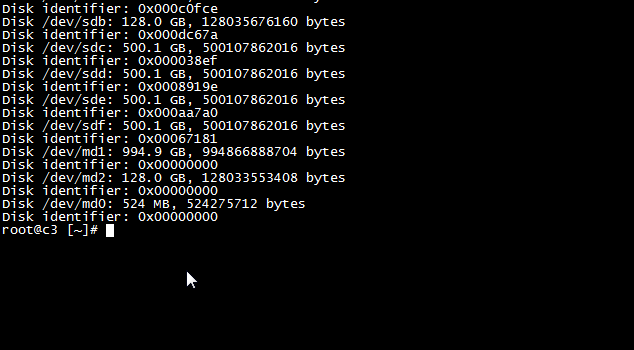 Disk identifier: 0x000c0fce
Disk /dev/sdb: 128.0 GB, 128035676160 bytes
Disk identifier: 0x000dc67a
Disk /dev/sdc: 500.1 GB, 500107862016 bytes
Disk identifier: 0x000038ef
Disk /dev/sdd: 500.1 GB, 500107862016 bytes
Disk identifier: 0x0008919e
Disk /dev/sde: 500.1 GB, 500107862016 bytes
Disk identifier: 0x000aa7a0
Disk /dev/sdf: 500.1 GB, 500107862016 bytes
Disk identifier: 0x00067181
Disk /dev/md1: 994.9 GB, 994866888704 bytes
Disk identifier: 0x00000000
Disk /dev/md2: 128.0 GB, 128033553408 bytes
Disk identifier: 0x00000000
Disk /dev/md0: 524 MB, 524275712 bytes
Disk identifier: 0x00000000
root@c3 [~]#